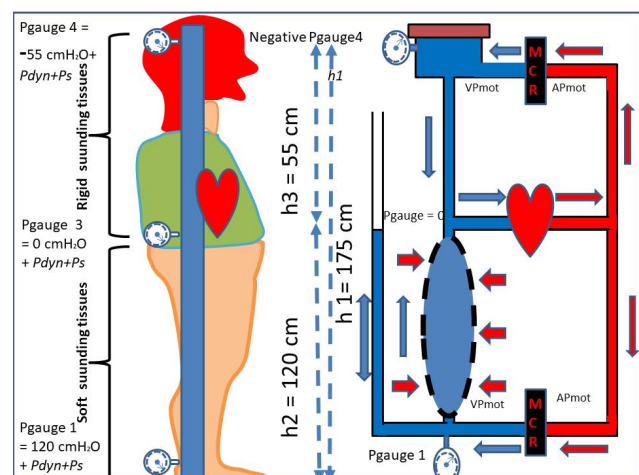 Pgauge 4 =
-55 cmH₂O+
Pdyn+Ps
Rigid suunding tissues
Pgauge 3
= 0 cmH₂O
+ Pdyn+Ps
Soft suunding tissues
Pgauge 1
= 120 cmH₂O
+ Pdyn+Ps
Negative Pgauge4
h1
h3 = 55 cm
h 1= 175 cm
h2 = 120 cm
MCR
VPmot
APmot
Pgauge = 0
VPmot
APmot
MCR
Pgauge 1